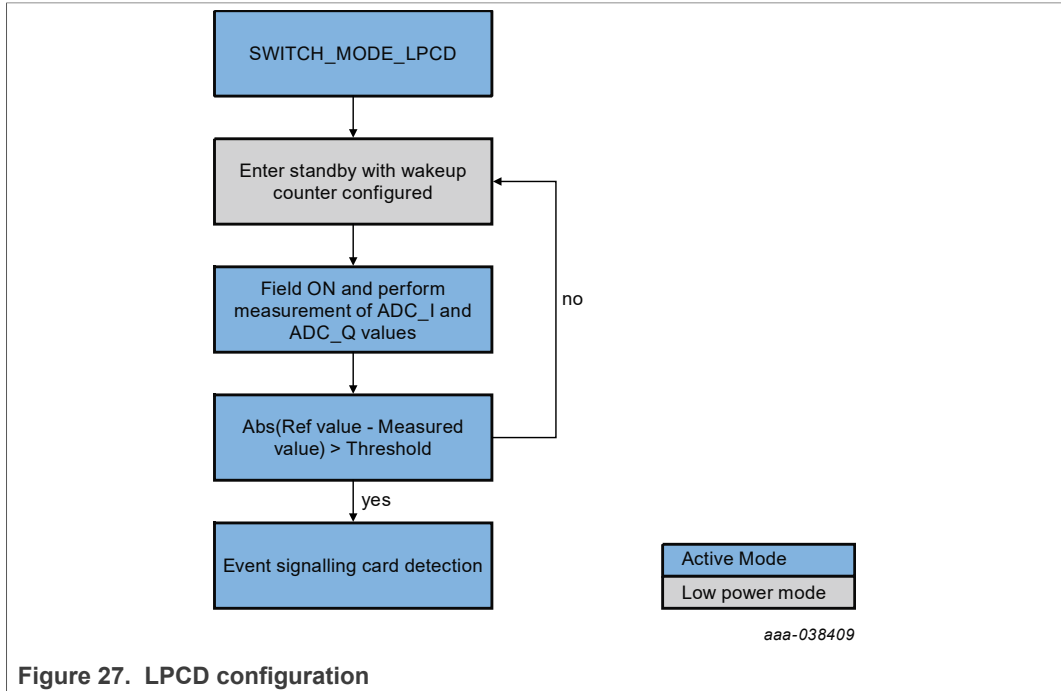 SWITCH_MODE_LPCD
Enter standby with wakeup
counter configured
Field ON and perform
measurement of ADC_I and
ADC_Q values
no
Abs(Ref value - Measured
value) > Threshold
yes
Event signalling card detection
Active Mode
Low power mode
aaa-038409
Figure 27. LPCD configuration